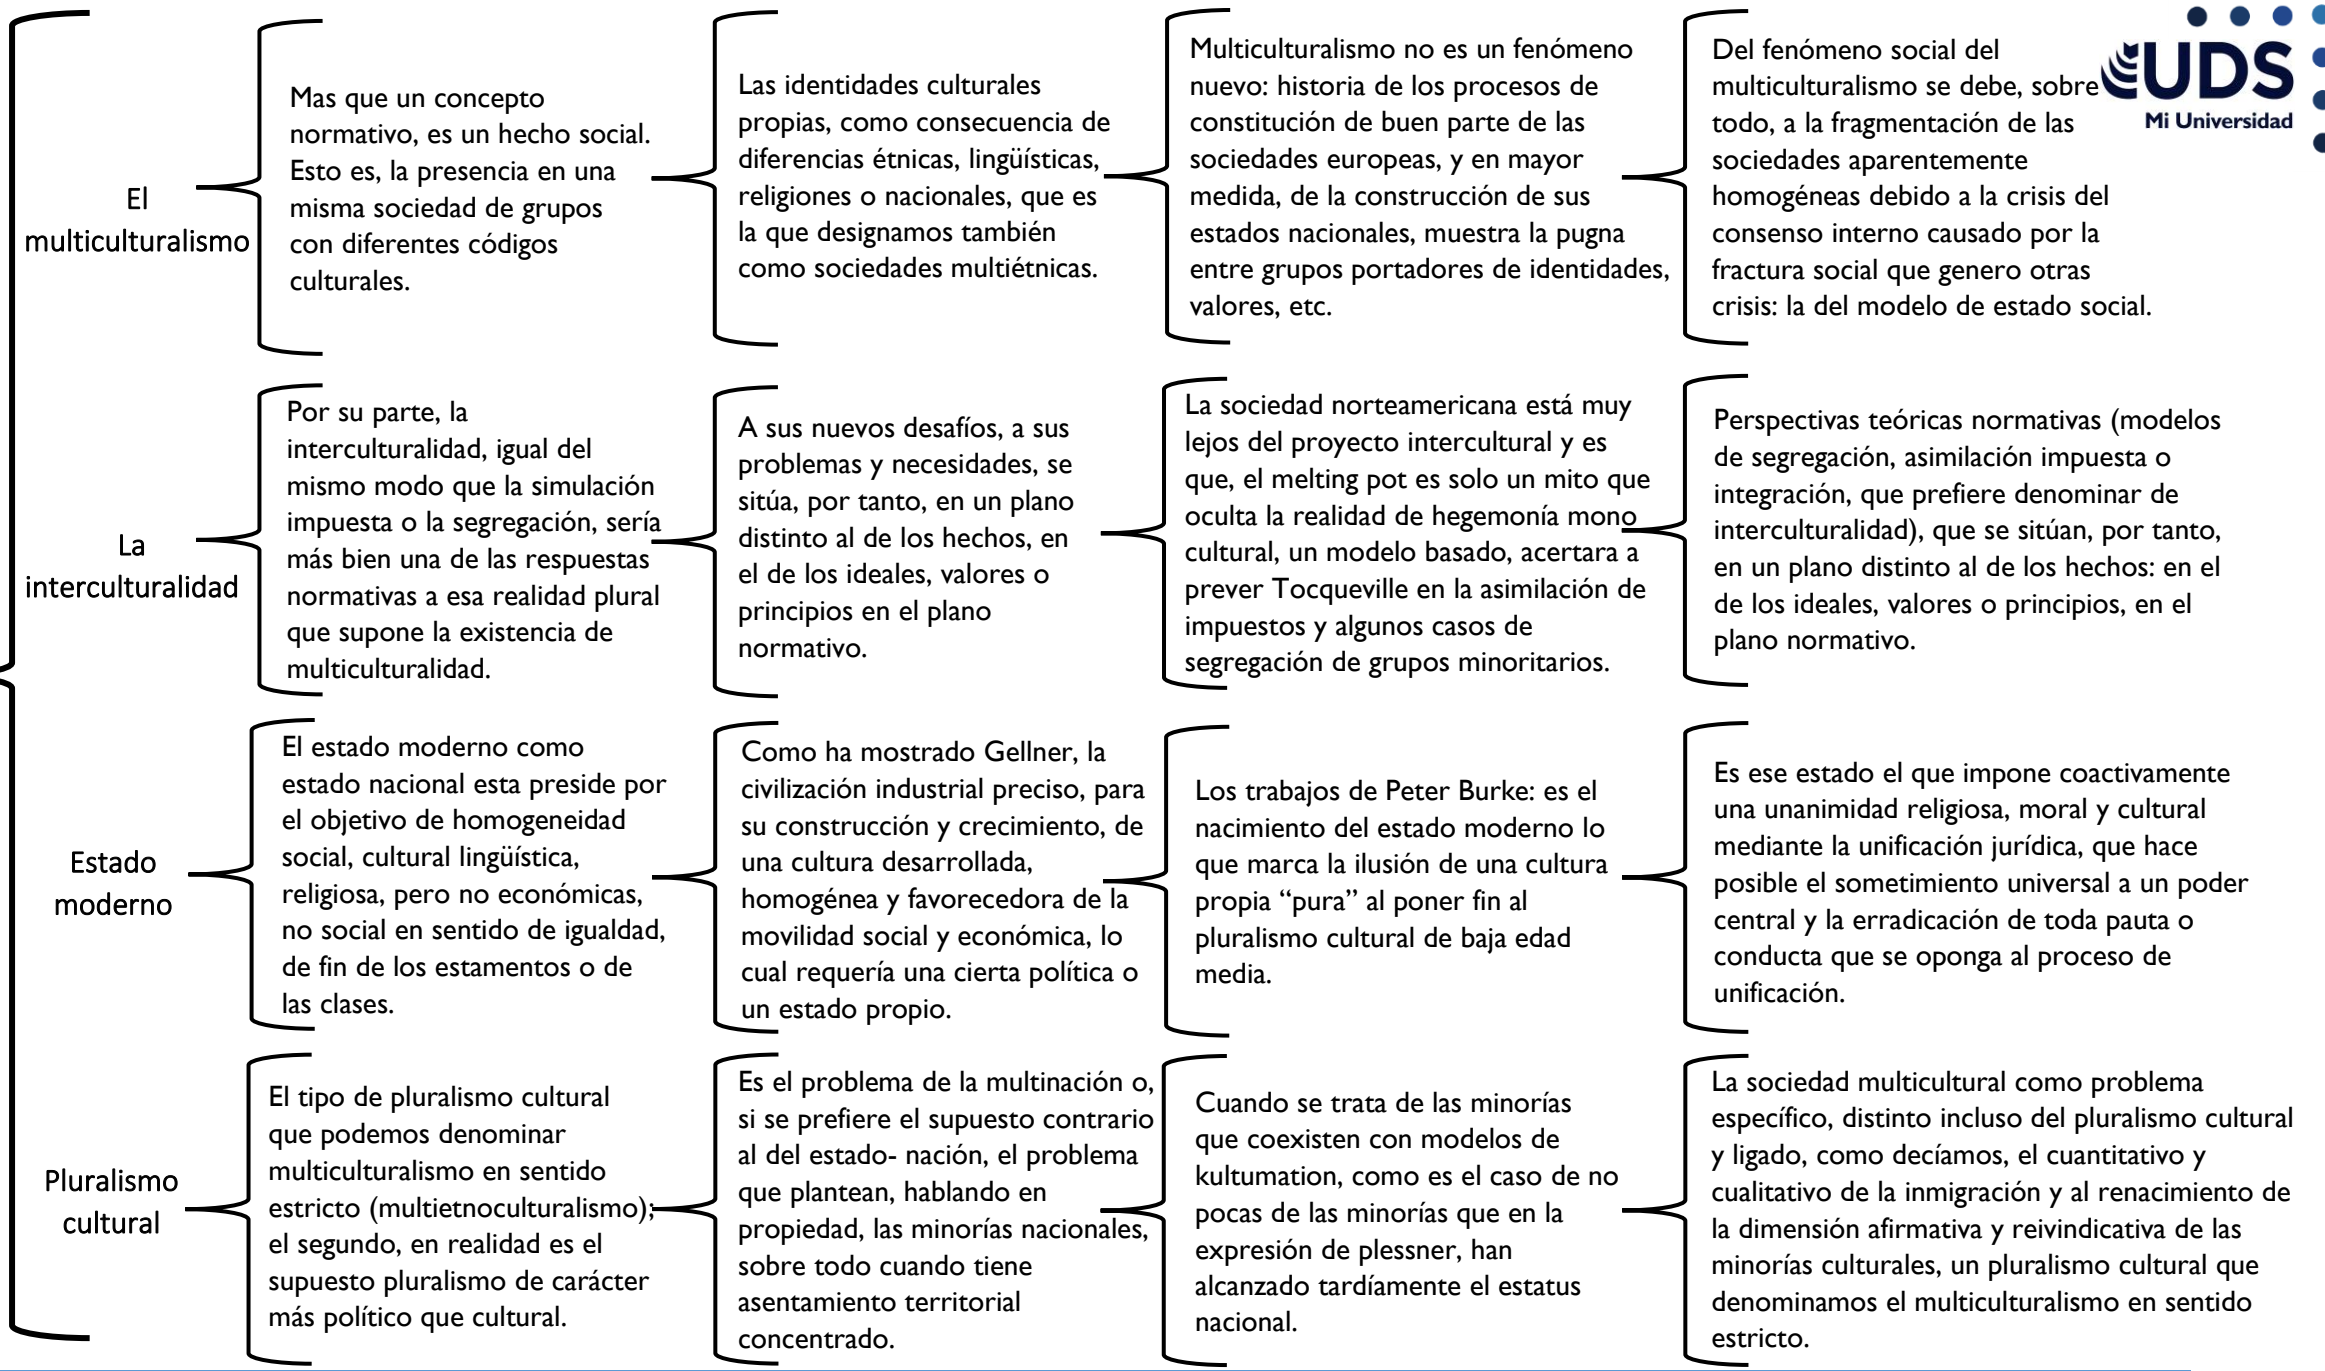 UDS
Mi Universidad
El
multiculturalismo
Mas que un concepto
normativo, es un hecho social.
Esto es, la presencia en una
misma sociedad de grupos
con diferentes códigos
culturales.
Las identidades culturales
propias, como consecuencia de
diferencias étnicas, lingüísticas,
religiones o nacionales, que es
la que designamos también
como sociedades multiétnicas.
Multiculturalismo no es un fenómeno
nuevo: historia de los procesos de
constitución de buen parte de las
sociedades europeas, y en mayor
medida, de la construcción de sus
estados nacionales, muestra la pugna
entre grupos portadores de identidades,
valores, etc.
Del fenómeno social del
multiculturalismo se debe, sobre
todo, a la fragmentación de las
sociedades aparentemente
homogéneas debido a la crisis del
consenso interno causado por la
fractura social que genero otras
crisis: la del modelo de estado social.
La
interculturalidad
Por su parte, la
interculturalidad, igual del
mismo modo que la simulación
impuesta o la segregación, sería
más bien una de las respuestas
normativas a esa realidad plural
que supone la existencia de
multiculturalidad.
A sus nuevos desafíos, a sus
problemas y necesidades, se
sitúa, por tanto, en un plano
distinto al de los hechos, en
el de los ideales, valores o
principios en el plano
normativo.
La sociedad norteamericana está muy
lejos del proyecto intercultural y es
que, el melting pot es solo un mito que
oculta la realidad de hegemonía mono
cultural, un modelo basado, acertara a
prever Tocqueville en la asimilación de
impuestos y algunos casos de
segregación de grupos minoritarios.
Perspectivas teóricas normativas (modelos
de segregación, asimilación impuesta o
integración, que prefiere denominar de
interculturalidad), que se sitúan, por tanto,
en un plano distinto al de los hechos: en el
de los ideales, valores o principios, en el
plano normativo.
Estado
moderno
El estado moderno como
estado nacional esta preside por
el objetivo de homogeneidad
social, cultural lingüística,
religiosa, pero no económicas,
no social en sentido de igualdad,
de fin de los estamentos o de
las clases.
Como ha mostrado Gellner, la
civilización industrial preciso, para
su construcción y crecimiento, de
una cultura desarrollada,
homogénea y favorecedora de la
movilidad social y económica, lo
cual requería una cierta política o
un estado propio.
Los trabajos de Peter Burke: es el
nacimiento del estado moderno lo
que marca la ilusión de una cultura
propia “pura” al poner fin al
pluralismo cultural de baja edad
media.
Es ese estado el que impone coactivamente
una unanimidad religiosa, moral y cultural
mediante la unificación jurídica, que hace
posible el sometimiento universal a un poder
central y la erradicación de toda pauta o
conducta que se oponga al proceso de
unificación.
Pluralismo
cultural
El tipo de pluralismo cultural
que podemos denominar
multiculturalismo en sentido
estricto (multietnoculturalismo);
el segundo, en realidad es el
supuesto pluralismo de carácter
más político que cultural.
Es el problema de la multinación o,
si se prefiere el supuesto contrario
al del estado- nación, el problema
que plantean, hablando en
propiedad, las minorías nacionales,
sobre todo cuando tiene
asentamiento territorial
concentrado.
Cuando se trata de las minorías
que coexisten con modelos de
kultumation, como es el caso de no
pocas de las minorías que en la
expresión de plessner, han
alcanzado tardíamente el estatus
nacional.
La sociedad multicultural como problema
específico, distinto incluso del pluralismo cultural
y ligado, como decíamos, el cuantitativo y
cualitativo de la inmigración y al renacimiento de
la dimensión afirmativa y reivindicativa de las
minorías culturales, un pluralismo cultural que
denominamos el multiculturalismo en sentido
estricto.